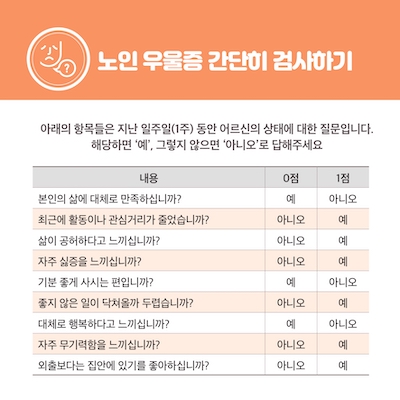 노인 우울증 간단히 검사하기
아래의 항목들은 지난 일주일(1주) 동안 어르신의 상태에 대한 질문입니다.
해당하면 ‘예’, 그렇지 않으면 ‘아니오’로 답해주세요
내용 0점 1점
본인의 삶에 대체로 만족하십니까? 예 아니오
최근에 활동이나 관심거리가 줄었습니까? 아니오 예
삶이 공허하다고 느끼십니까? 아니오 예
자주 싫증을 느끼십니까? 아니오 예
기분 좋게 사시는 편입니까? 예 아니오
좋지 않은 일이 닥쳐올까 두렵습니까? 아니오 예
대체로 행복하다고 느끼십니까? 예 아니오
자주 무기력함을 느끼십니까? 아니오 예
외출보다는 집안에 있기를 좋아하십니까? 아니오 예